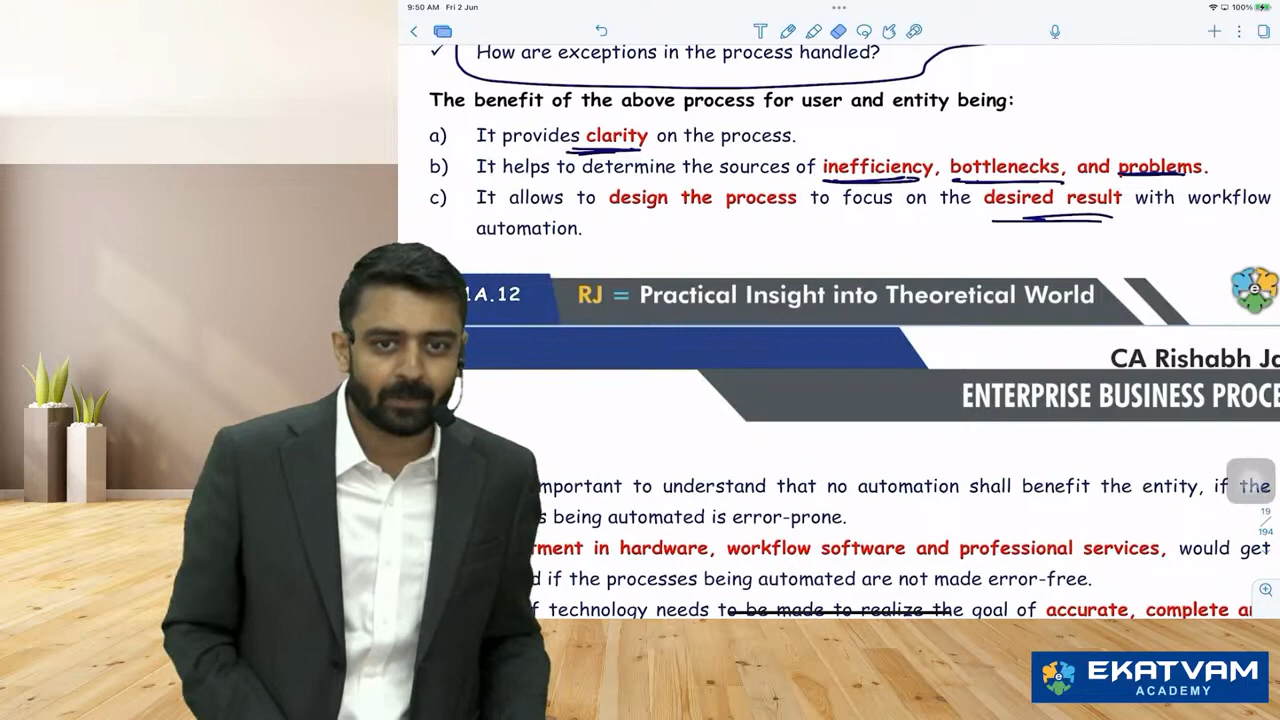 9:50 AM Fri 2 Jun
100%
✓ How are exceptions in the process handled?
The benefit of the above process for user and entity being:
a) It provides clarity on the process.
b) It helps to determine the sources of inefficiency, bottlenecks, and problems.
c) It allows to design the process to focus on the desired result with workflow
automation.
1A.12 RJ = Practical Insight into Theoretical World
CA Rishabh
ENTERPRISE BUSINESS
important to understand that no automation shall benefit the entity, if the
being automated is error-prone.
in hardware, workflow software and professional services, would get
if the processes being automated are not made error-free.
technology needs to be made to realize the goal of accurate, complete
19
194
EKATVAM
ACADEMY